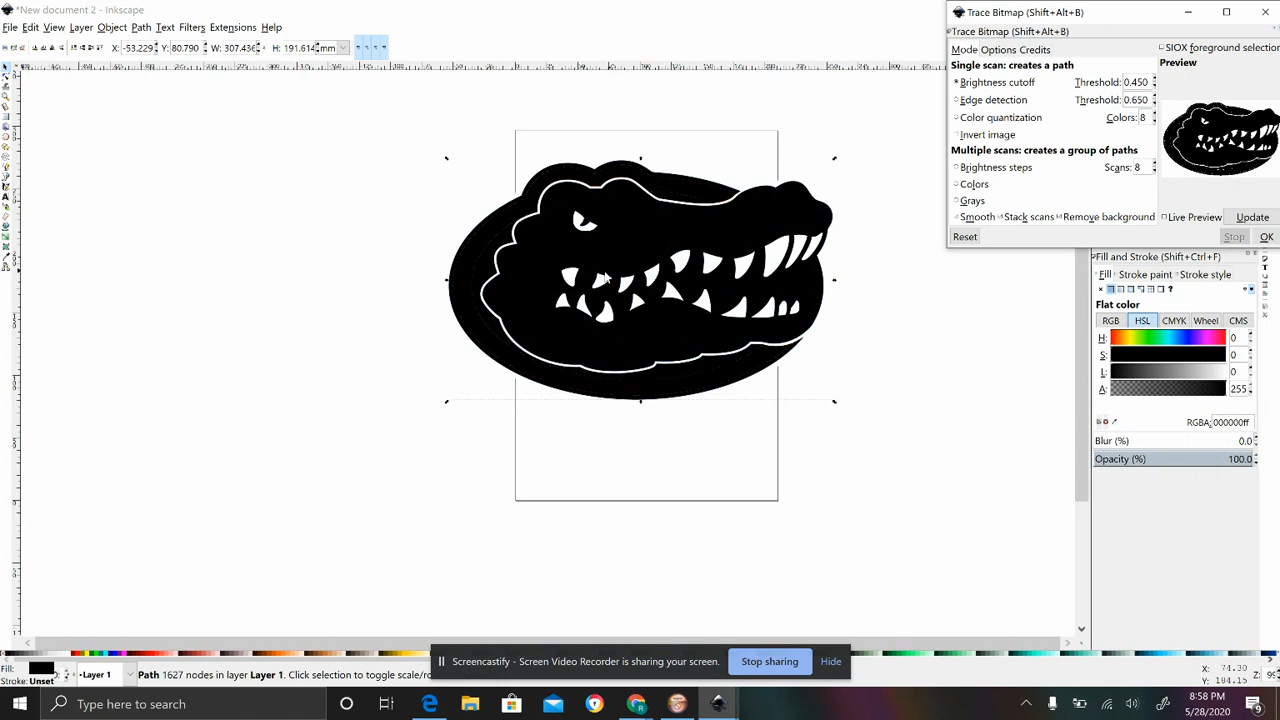 *New document 2 - Inkscape
File Edit View Layer Object Path Text Filters Extensions Help
X: -53.229 Y: 80.790 W: 307.436 H: 191.614 mm
Trace Bitmap (Shift+Alt+B)
Trace Bitmap (Shift+Alt+B)
Mode Options Credits
SIOX foreground selection
Single scan: creates a path
Preview
Brightness cutoff Threshold: 0.450
Edge detection Threshold: 0.650
Color quantization Colors: 8
Invert image
Multiple scans: creates a group of paths
Brightness steps Scans: 8
Colors
Grays
Smooth Stack scans Remove background
Live Preview Update
Reset Stop OK
Fill and Stroke (Shift+Ctrl+F)
Fill Stroke paint Stroke style
Flat color
RGB HSL CMYK Wheel CMS
H: 0
S: 0
L: 0
A: 255
RGBA: 000000ff
Blur (%) 0.0
Opacity (%) 100.0
Screencastify - Screen Video Recorder is sharing your screen. Stop sharing Hide
Fill:
Stroke: Unset
Layer 1
Path 1627 nodes in layer Layer 1. Click selection to toggle scale/ro
X: 74.30
Y: 104.15
Z:
Type here to search
8:58 PM
5/28/2020